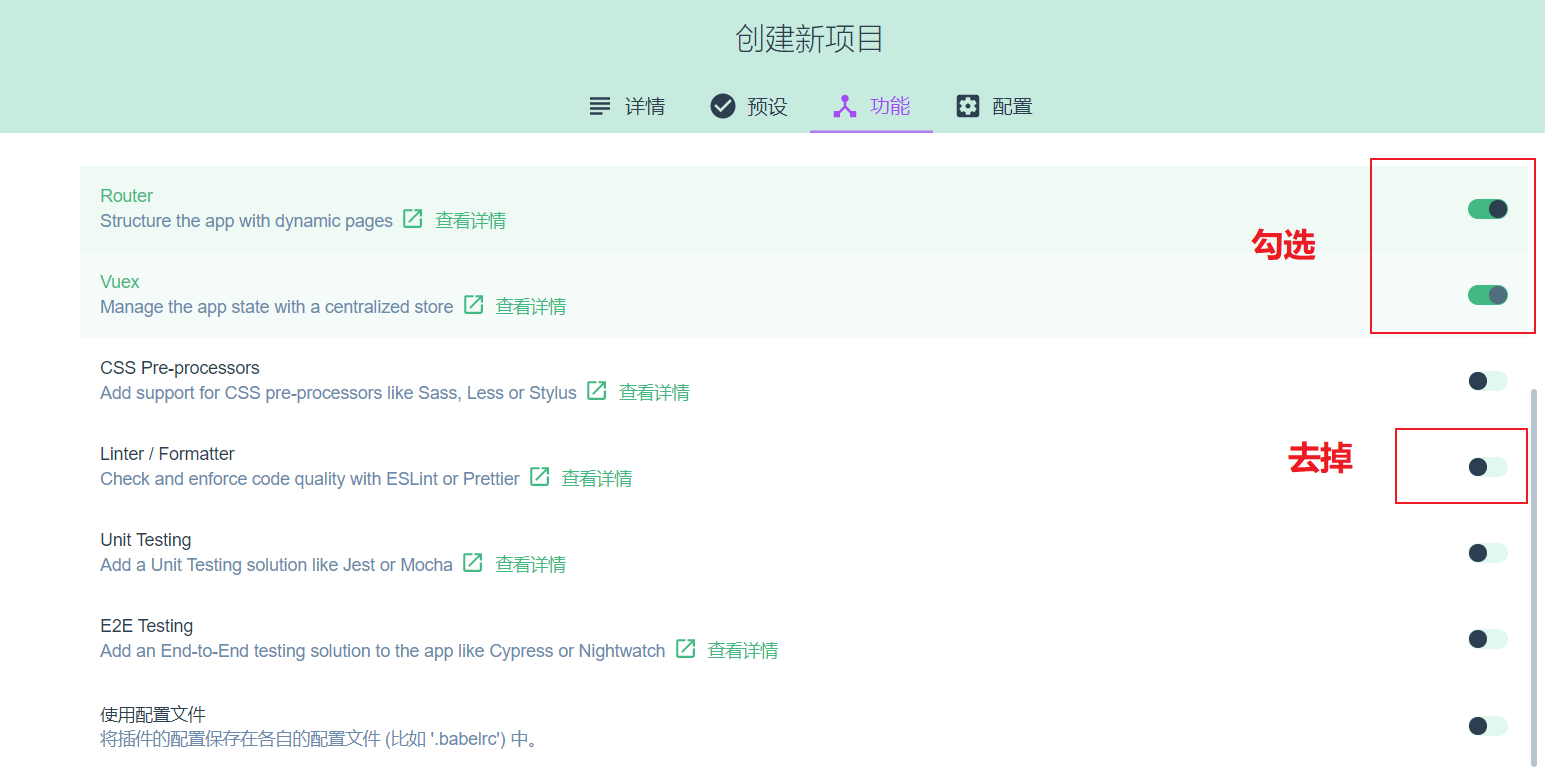 创建新项目
详情 预设 功能 配置
Router
Structure the app with dynamic pages 查看详情
勾选
Vuex
Manage the app state with a centralized store 查看详情
CSS Pre-processors
Add support for CSS pre-processors like Sass, Less or Stylus 查看详情
Linter / Formatter
去掉
Check and enforce code quality with ESLint or Prettier 查看详情
Unit Testing
Add a Unit Testing solution like Jest or Mocha 查看详情
E2E Testing
Add an End-to-End testing solution to the app like Cypress or Nightwatch 查看详情
使用配置文件
将插件的配置保存在各自的配置文件 (比如 '.babelrc') 中。